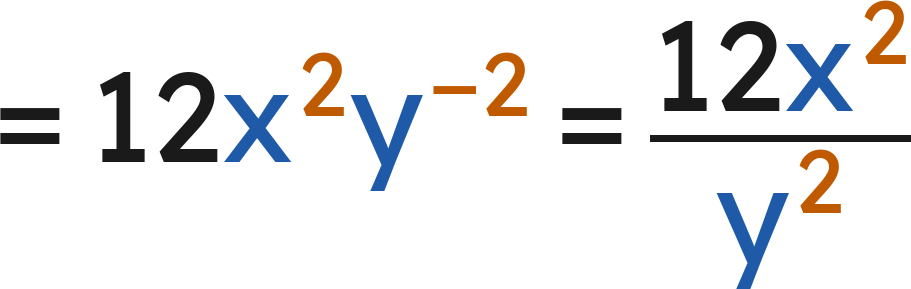 = 12x²y⁻² = 12x²/y²